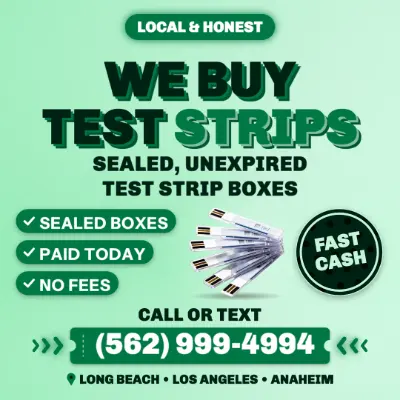 LOCAL & HONEST
WE BUY
TEST STRIPS
SEALED, UNEXPIRED
TEST STRIP BOXES
SEALED BOXES
PAID TODAY
NO FEES
FAST
CASH
CALL OR TEXT
(562) 999-4994
LONG BEACH • LOS ANGELES • ANAHEIM